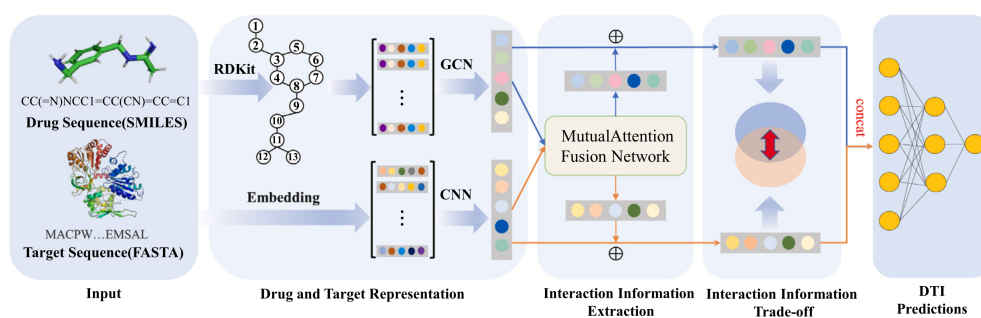 CC(=N)NCC1=CC(CN)=CC=C1
Drug Sequence(SMILES)
MACPW…EMSAL
Target Sequence(FASTA)
Input
RDKit
1
2
3
4
5
6
7
8
9
10
11
12
13
GCN
Embedding
CNN
Drug and Target Representation
MutualAttention
Fusion Network
Interaction Information
Extraction
Interaction Information
Trade-off
concat
DTI
Predictions